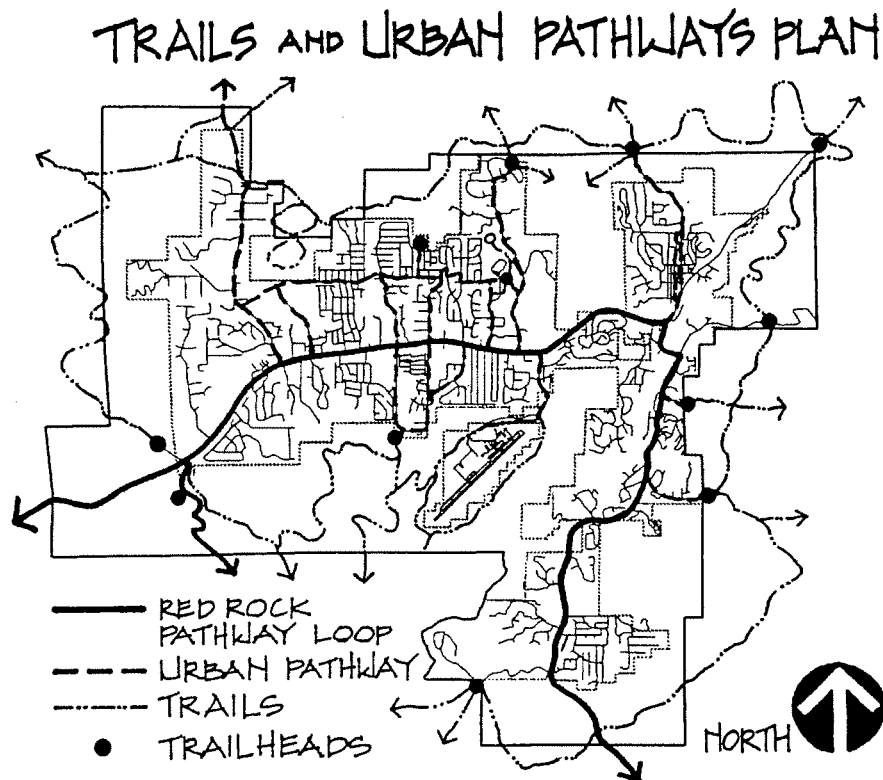 TRAILS AND URBAN PATHWAYS PLAN
RED ROCK
PATHWAY LOOP
URBAN PATHWAY
TRAILS
TRAILHEADS
NORTH